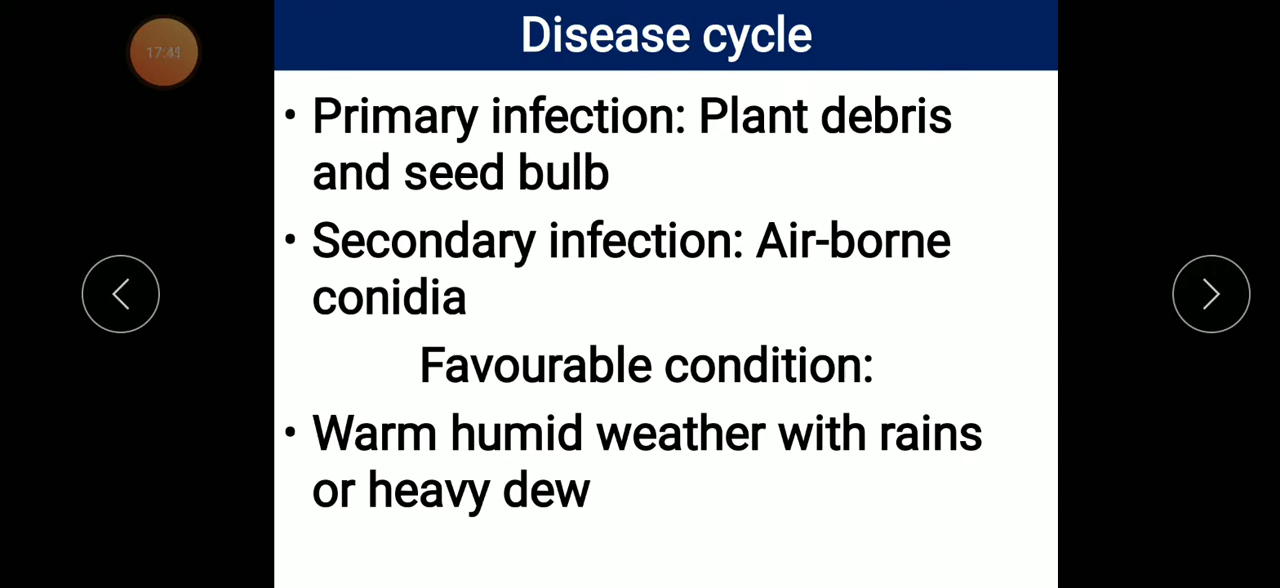 Disease cycle
• Primary infection: Plant debris
and seed bulb
• Secondary infection: Air-borne
conidia
Favourable condition:
• Warm humid weather with rains
or heavy dew